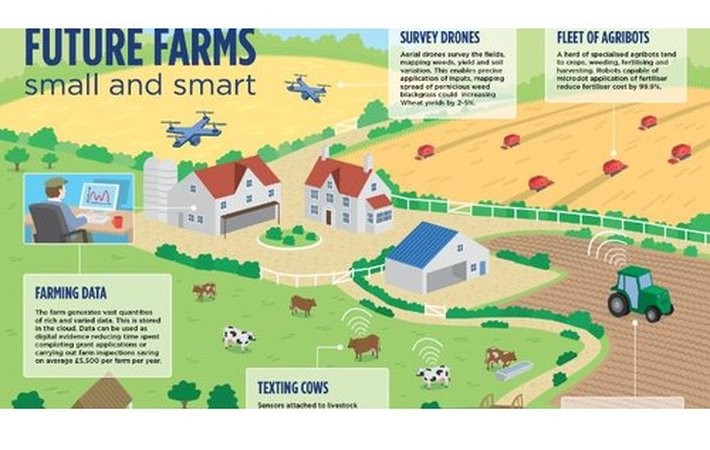 FUTURE FARMS
small and smart
SURVEY DRONES
Aerial drones survey the fields,
mapping weeds, yield and soil
variation. This enables precise
application of inputs, mapping
spread of pernicious weed
blackgrass could increasing
Wheat yields by 2-5%.
FLEET OF AGRIBOTS
A herd of specialised agribots tend
to crops, weeding, fertilising and
harvesting. Robots capable of
microdot application of fertiliser
reduce fertiliser cost by 99.9%.
FARMING DATA
The farm generates vast quantities
of rich and varied data. This is stored
in the cloud. Data can be used as
digital evidence reducing time spent
completing grant applications or
carrying out farm inspections saving
on average £5,500 per farm per year.
TEXTING COWS
Sensors attached to livestock